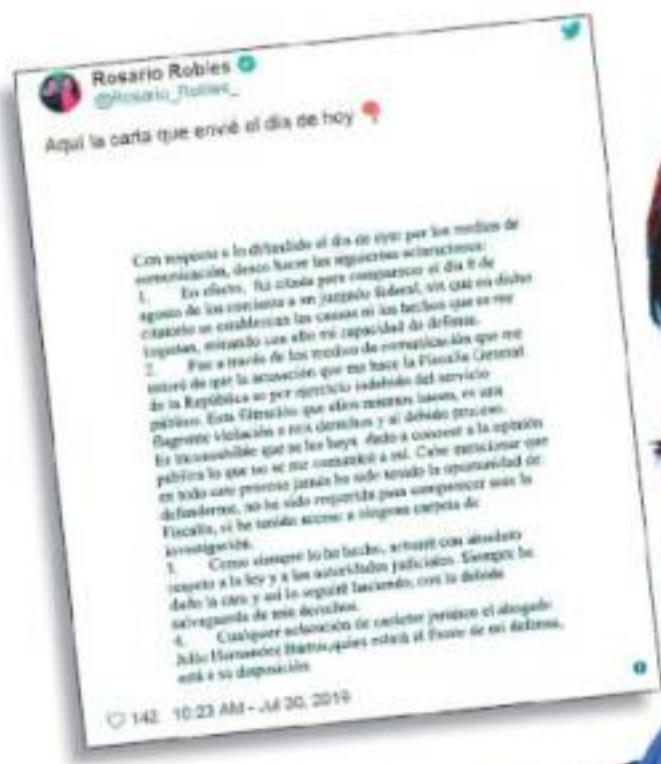 Rosario Robles
@Rosario_Robles_
Aquí la carta que envié el día de hoy
Con respecto a lo difundido el día de ayer por los medios de
comunicación, deseo hacer las siguientes aclaraciones:
1. En efecto, fui citada para comparecer el día 8 de
agosto de los corrientes a un juzgado federal, sin que en dicho
citatorio se establezcan las causas ni los hechos que se me
imputan, minando con ello mi capacidad de defensa.
2. Fue a través de los medios de comunicación que me
enteré de que la acusación que me hace la Fiscalía General
de la República es por ejercicio indebido del servicio
público. Esta filtración que ellos mismos hacen, es una
flagrante violación a mis derechos y al debido proceso.
Es inconcebible que se les haya dado a conocer a la opinión
pública lo que no se me comunicó a mí. Cabe mencionar que
en todo este proceso jamás he tenido la oportunidad de
defenderme, no he sido requerida para comparecer ante la
Fiscalía, ni he tenido acceso a ninguna carpeta de
investigación.
3. Como siempre lo he hecho, actuaré con absoluto
respeto a la ley y a las autoridades judiciales. Siempre he
dado la cara y así lo seguiré haciendo, con la debida
salvaguarda de mis derechos.
4. Cualquier aclaración de carácter jurídico el abogado
Julio Hernández Barros, quien estará al frente de mi defensa,
está a su disposición
142 10:23 AM - Jul 30, 2019